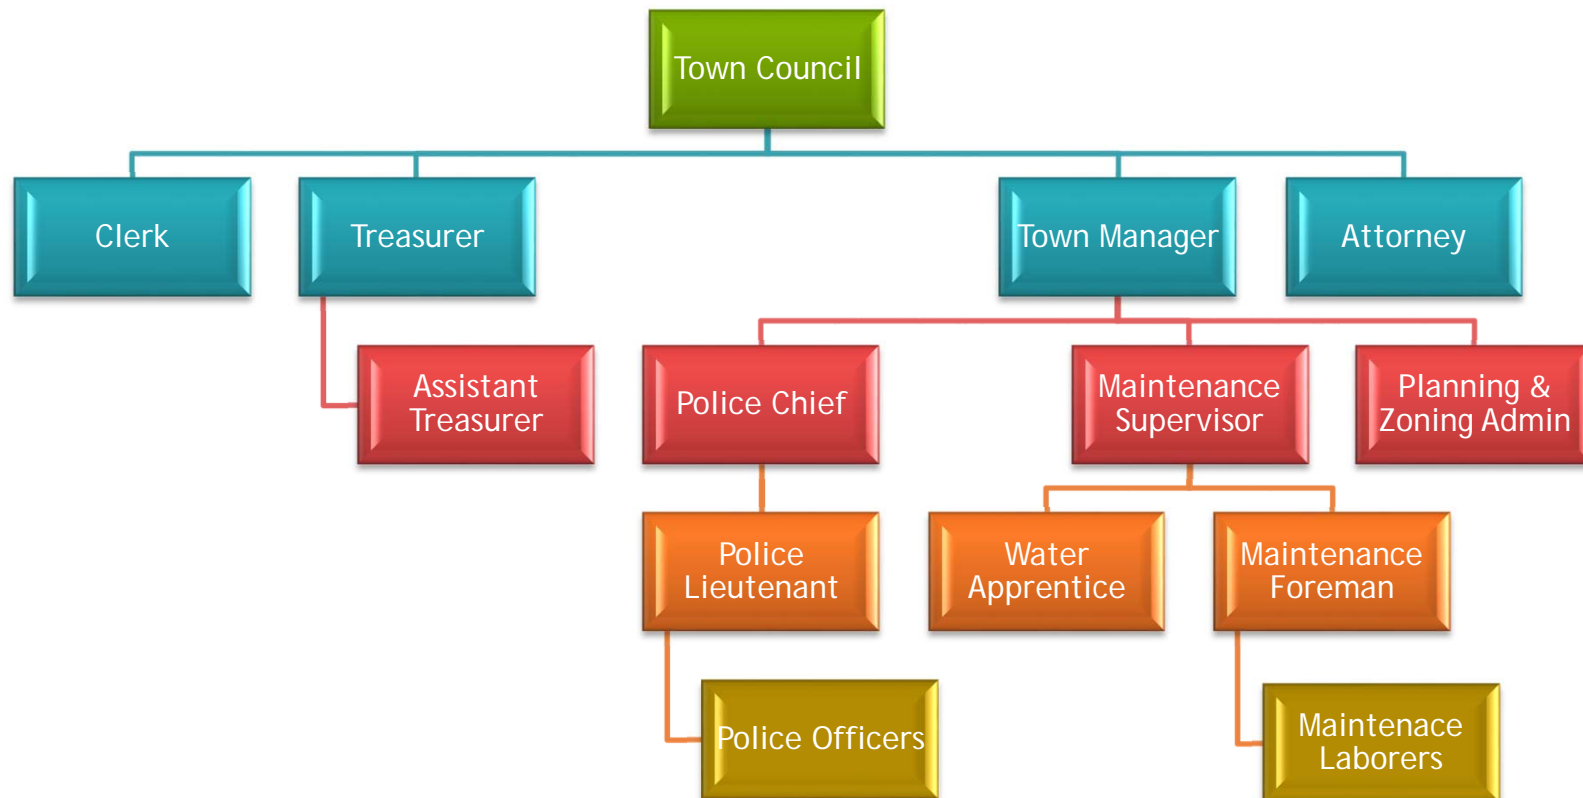 Town Council
Clerk
Treasurer
Town Manager
Attorney
Assistant
Treasurer
Police Chief
Maintenance
Supervisor
Planning &
Zoning Admin
Police
Lieutenant
Water
Apprentice
Maintenance
Foreman
Police Officers
Maintenace
Laborers